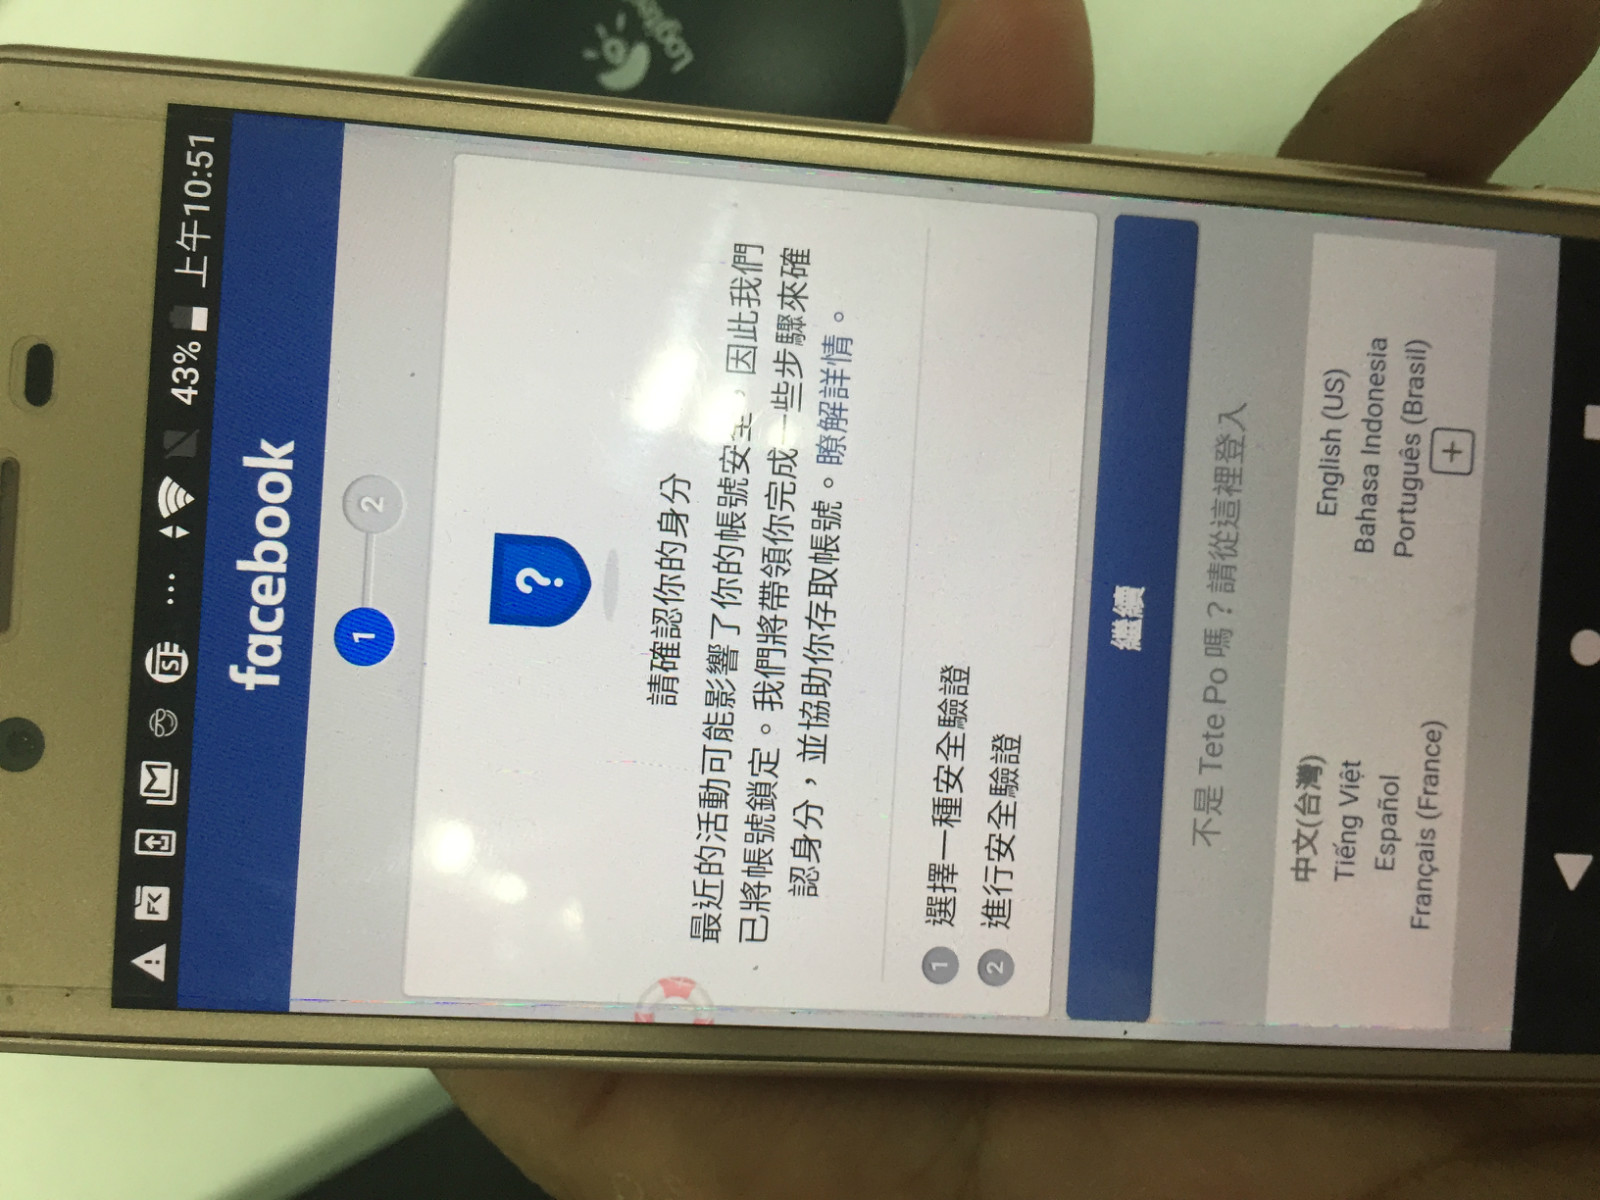 43% 上午10:51
facebook
1 2
?
請確認你的身分
最近的活動可能影響了你的帳號安全，因此我們
已將帳號鎖定。我們將帶領你完成一些步驟來確
認身分，並協助你存取帳號。瞭解詳情。
1 選擇一種安全驗證
2 進行安全驗證
繼續
不是 Tete Po 嗎？請從這裡登入
中文(台灣)
English (US)
Tiếng Việt
Bahasa Indonesia
Español
Português (Brasil)
Français (France)
+
Logitech